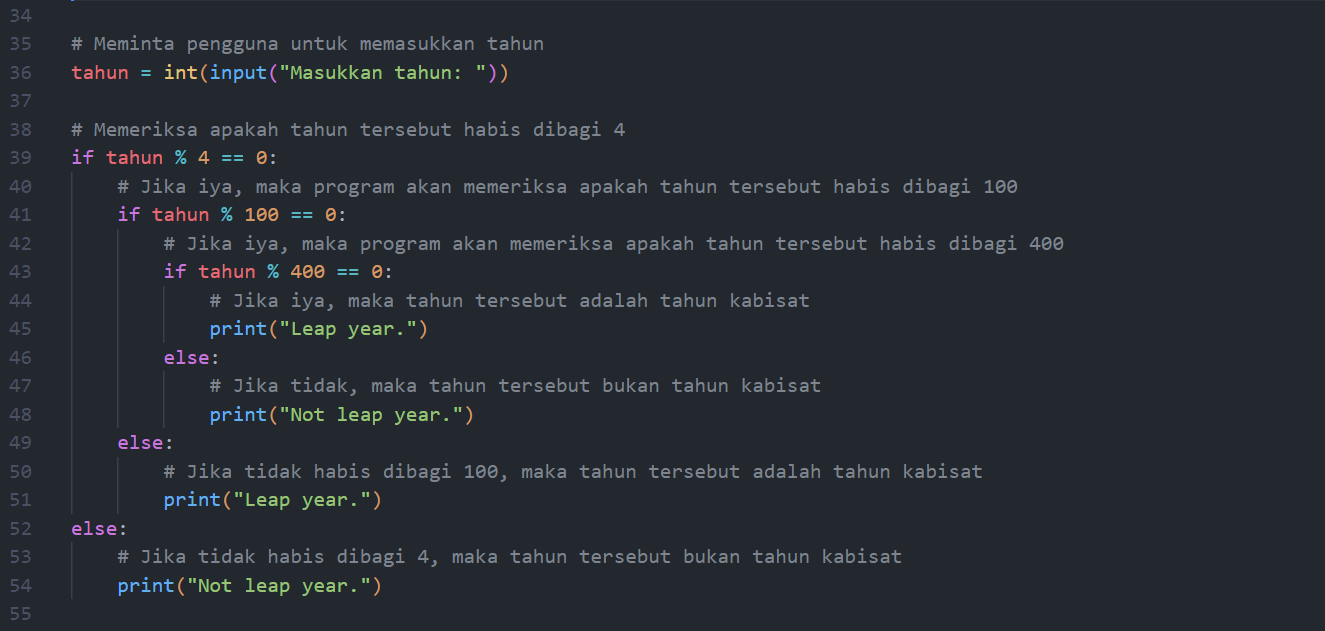 34
35 # Meminta pengguna untuk memasukkan tahun
36 tahun = int(input("Masukkan tahun: "))
37
38 # Memeriksa apakah tahun tersebut habis dibagi 4
39 if tahun % 4 == 0:
40     # Jika iya, maka program akan memeriksa apakah tahun tersebut habis dibagi 100
41     if tahun % 100 == 0:
42         # Jika iya, maka program akan memeriksa apakah tahun tersebut habis dibagi 400
43         if tahun % 400 == 0:
44             # Jika iya, maka tahun tersebut adalah tahun kabisat
45             print("Leap year.")
46         else:
47             # Jika tidak, maka tahun tersebut bukan tahun kabisat
48             print("Not leap year.")
49     else:
50         # Jika tidak habis dibagi 100, maka tahun tersebut adalah tahun kabisat
51         print("Leap year.")
52 else:
53     # Jika tidak habis dibagi 4, maka tahun tersebut bukan tahun kabisat
54     print("Not leap year.")
55